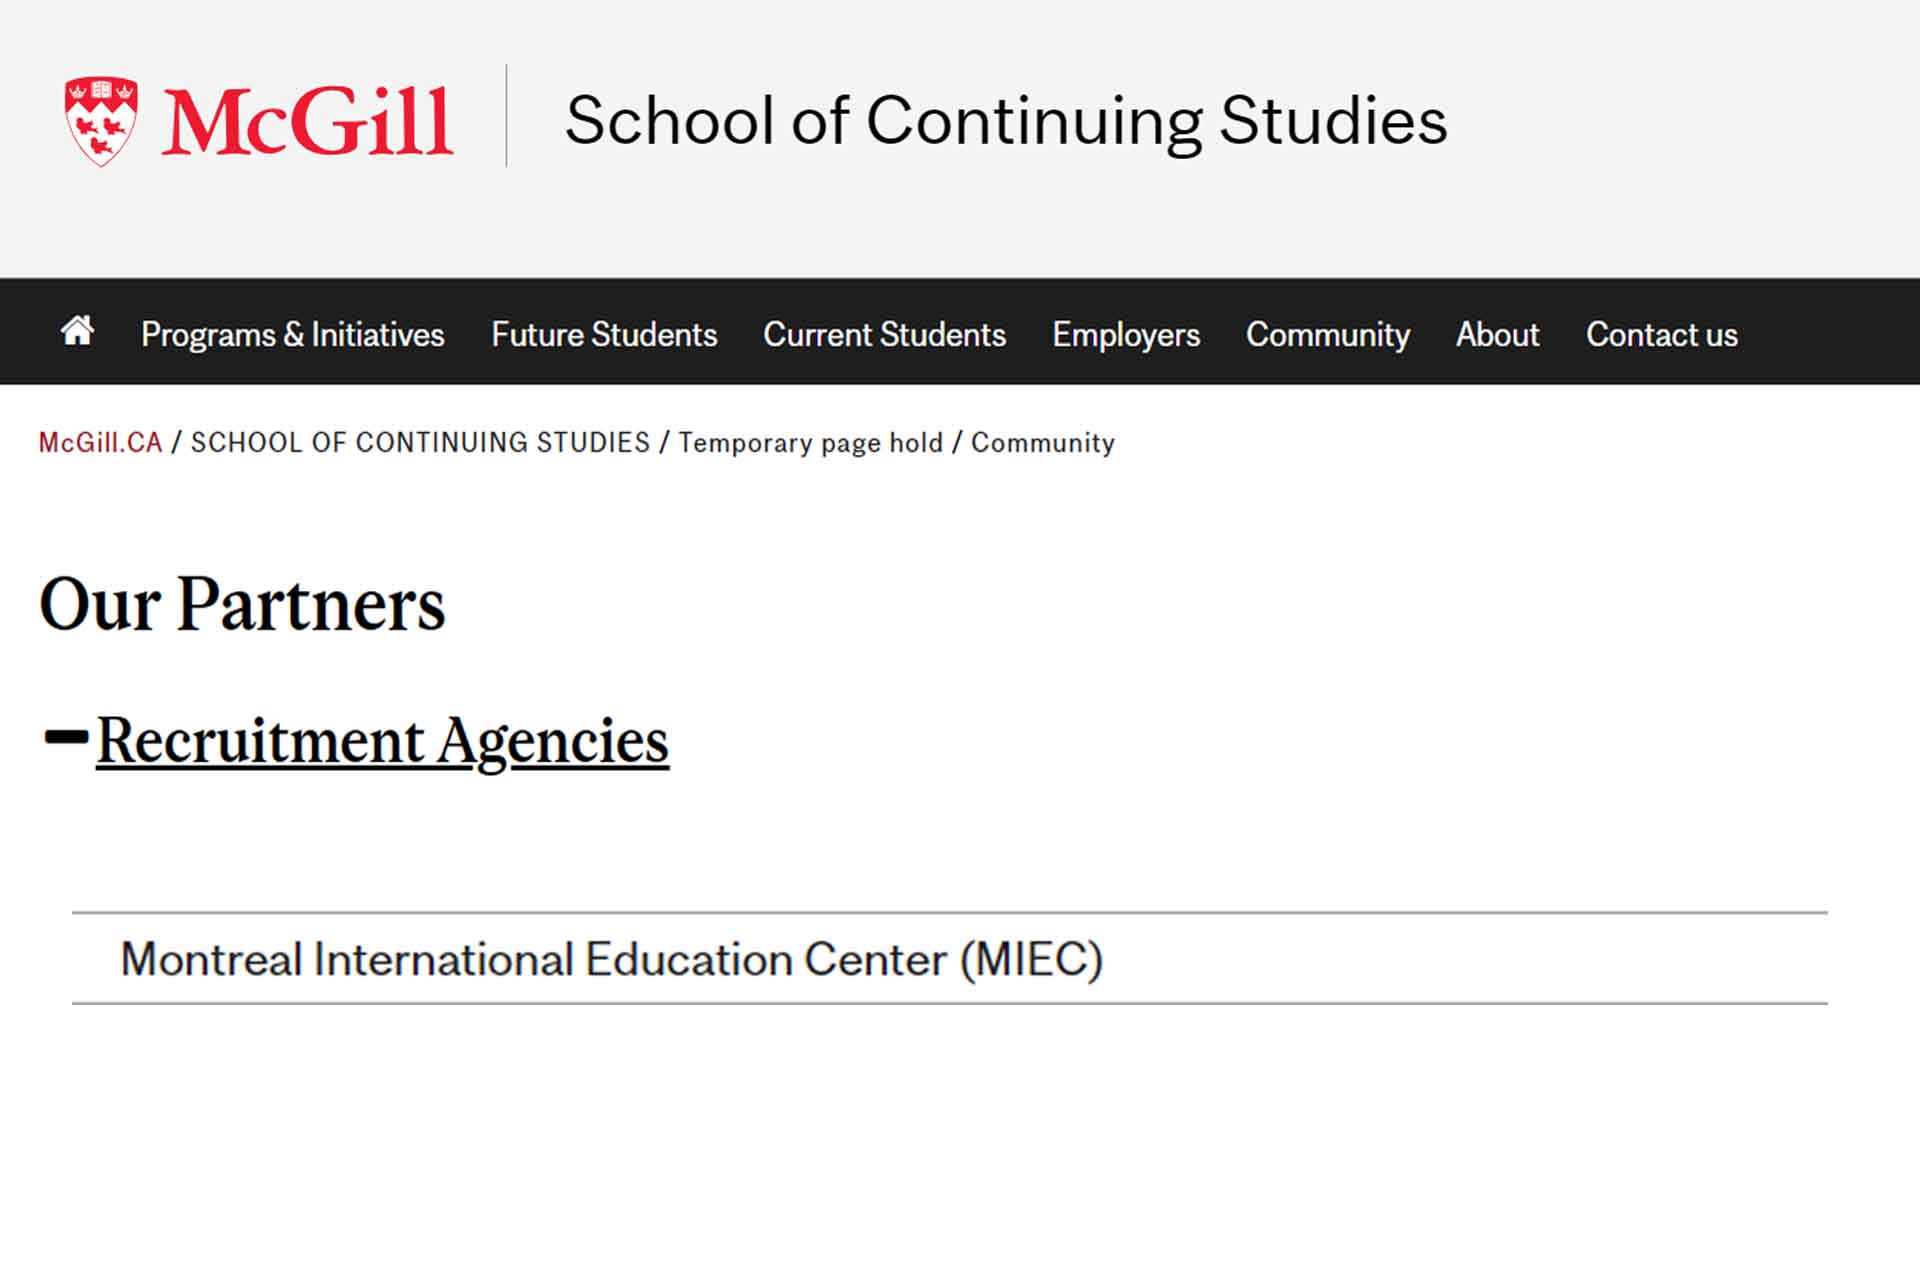 McGill
School of Continuing Studies
Programs & Initiatives Future Students Current Students Employers Community About Contact us
McGill.CA / SCHOOL OF CONTINUING STUDIES / Temporary page hold / Community
Our Partners
Recruitment Agencies
Montreal International Education Center (MIEC)